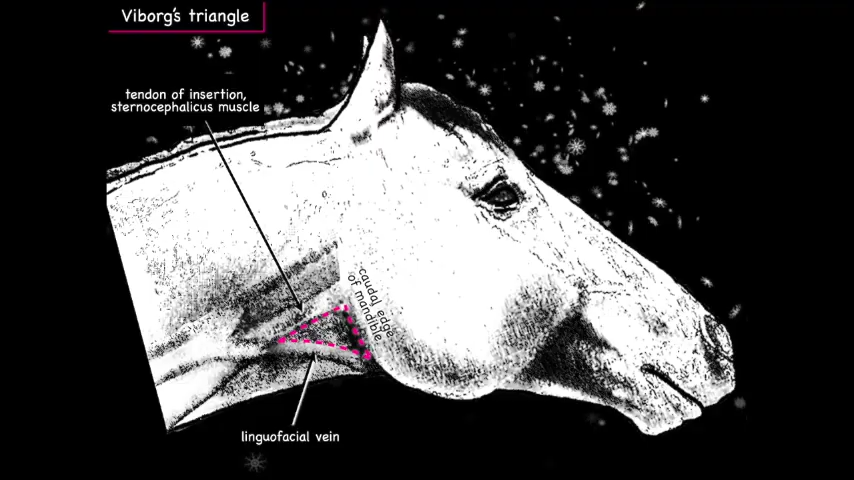 Viborg's triangle
tendon of insertion,
sternocephalicus muscle
caudal edge
of mandible
linguofacial vein